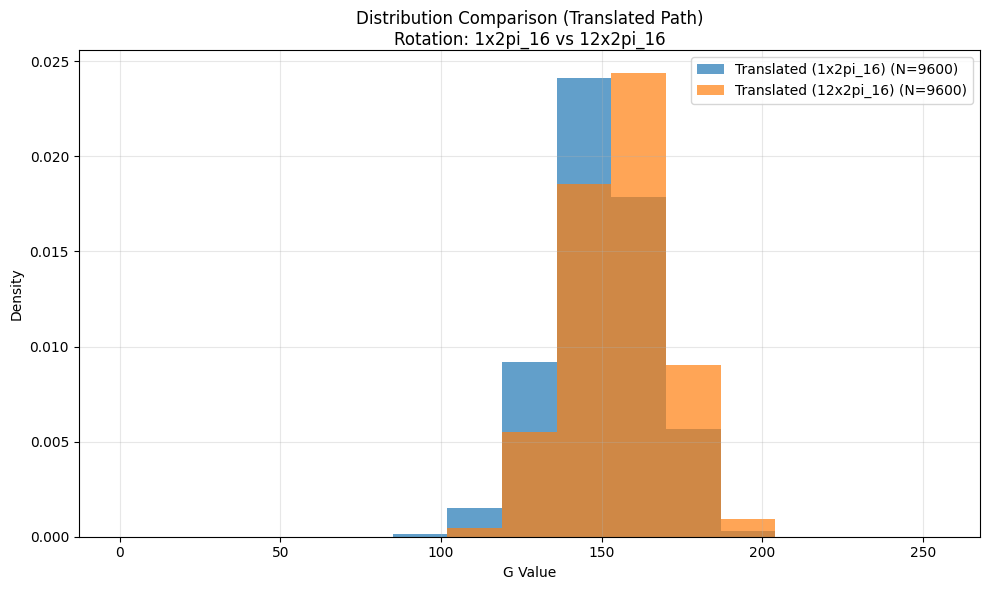 Distribution Comparison (Translated Path)
Rotation: 1x2pi_16 vs 12x2pi_16
Translated (1x2pi_16) (N=9600)
Translated (12x2pi_16) (N=9600)
Density
0.025
0.020
0.015
0.010
0.005
0.000
0 50 100 150 200 250
G Value